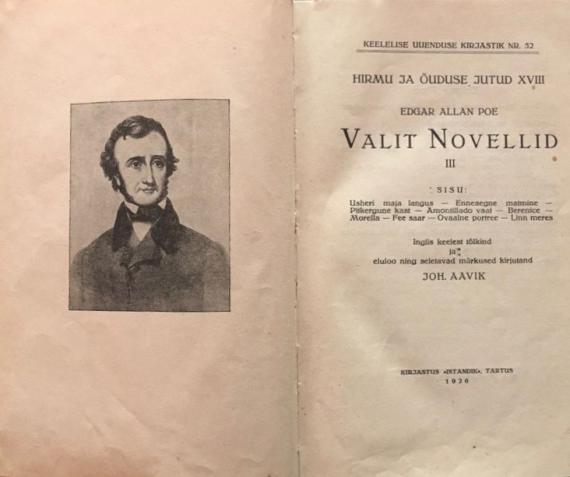 KEELELISE UUENDUSE KIRJASTIK NR. 52
HIRMU JA ÕUDUSE JUTUD XVIII
EDGAR ALLAN POE
VALIT NOVELLID
III
SISU:
Usheri maja langus — Enneaegne matmine —
Piikergune kast — Amontillado vaat — Berenice —
Morella — Fee saar — Ovaalne portree — Linn meres
Inglis keelest tõlkind
ja
eluloo ning seletavad märkused kirjutand
JOH. AAVIK
KIRJASTUS «ISTANDIK», TARTUS
1920